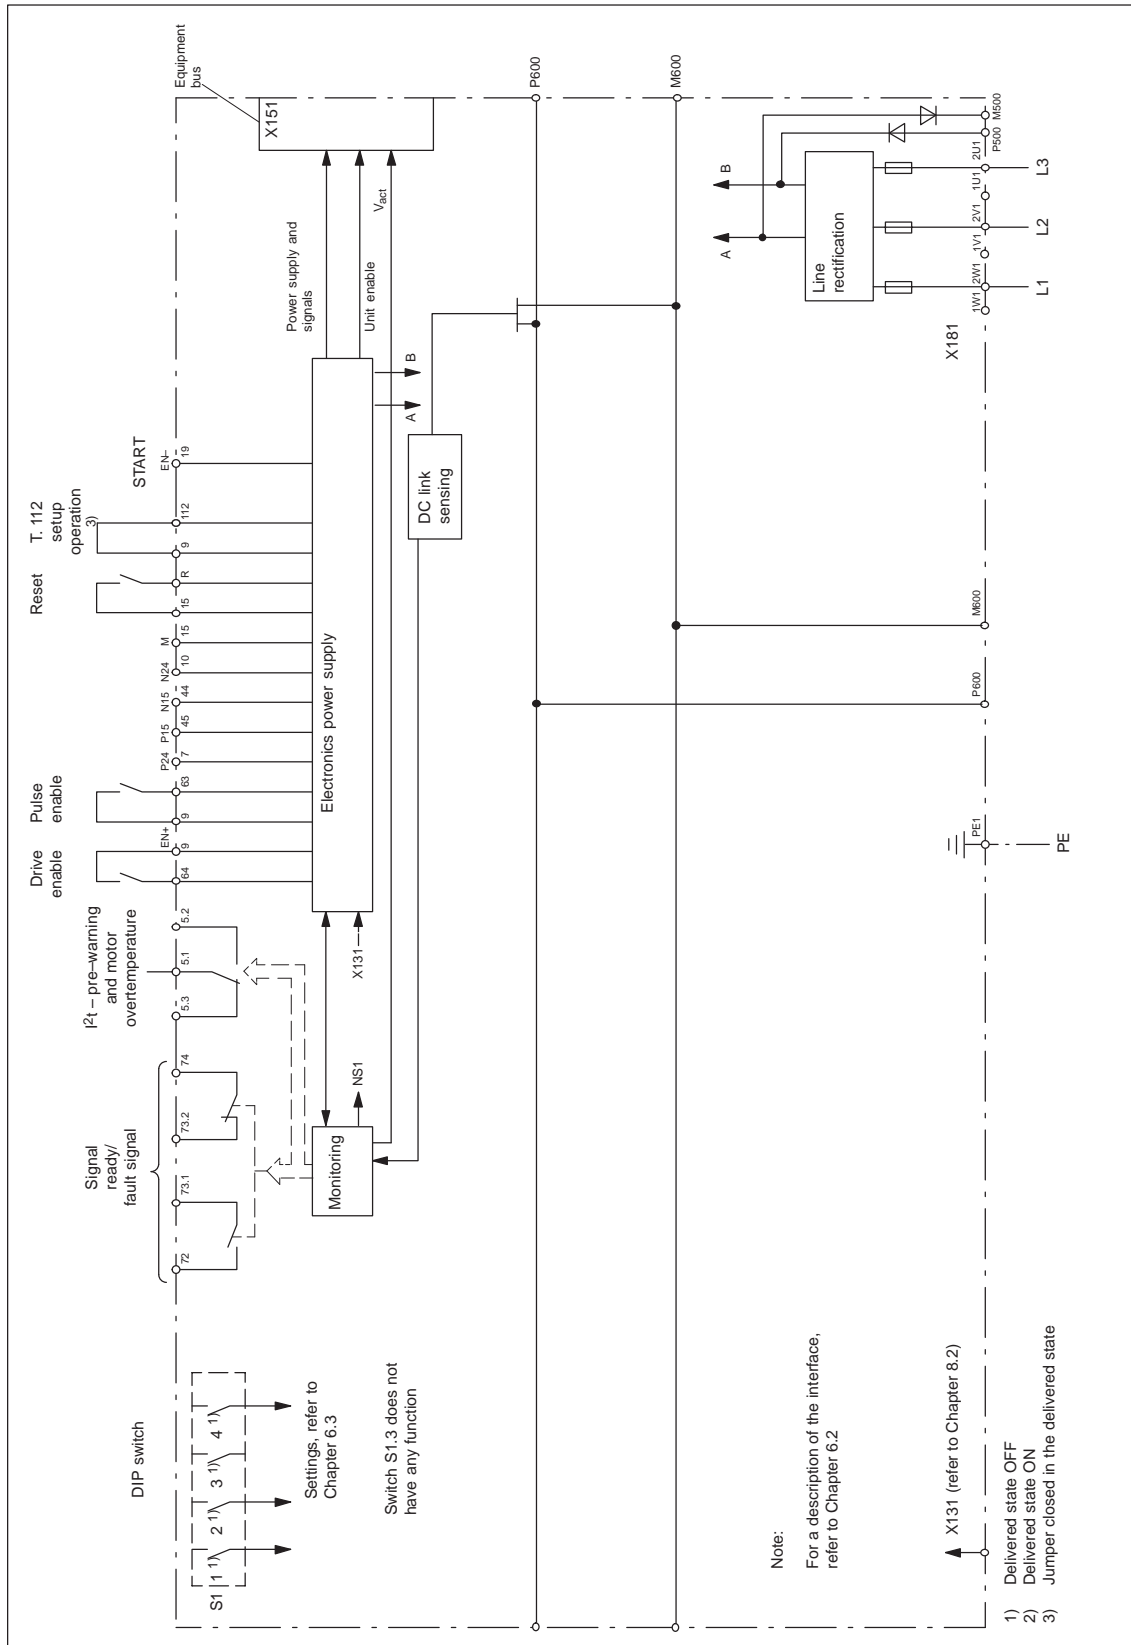 DIP switch
S1
1 1)
2 1)
3 1)
4 1)
Settings, refer to
Chapter 6.3
Switch S1.3 does not
have any function
Signal
ready/
fault signal
72
73.1
73.2
74
I²t – pre–warning
and motor
overtemperature
5.3
5.1
5.2
Drive
enable
64
9
EN+
Pulse
enable
9
63
P24
7
P15
45
N15
44
N24
10
M
15
Reset
15
R
T. 112
setup
operation
3)
9
112
START
EN–
19
Equipment
bus
X151
Monitoring
NS1
X131
Electronics power supply
Power supply and
signals
Unit enable
Vact
A
B
DC link
sensing
P600
M600
Note:
For a description of the interface,
refer to Chapter 6.2
X131 (refer to Chapter 8.2)
PE1
PE
P600
M600
A
B
Line
rectification
X181
1W1
2W1
1V1
2V1
1U1
2U1
P500
M500
L1
L2
L3
1) Delivered state OFF
2) Delivered state ON
3) Jumper closed in the delivered state